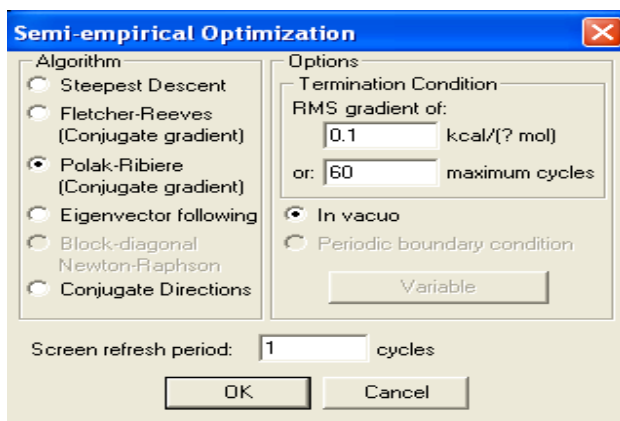 Semi-empirical Optimization
Algorithm
Steepest Descent
Fletcher-Reeves
(Conjugate gradient)
Polak-Ribiere
(Conjugate gradient)
Eigenvector following
Block-diagonal
Newton-Raphson
Conjugate Directions
Options
Termination Condition
RMS gradient of:
0.1 kcal/(? mol)
or: 60 maximum cycles
In vacuo
Periodic boundary condition
Variable
Screen refresh period: 1 cycles
OK Cancel